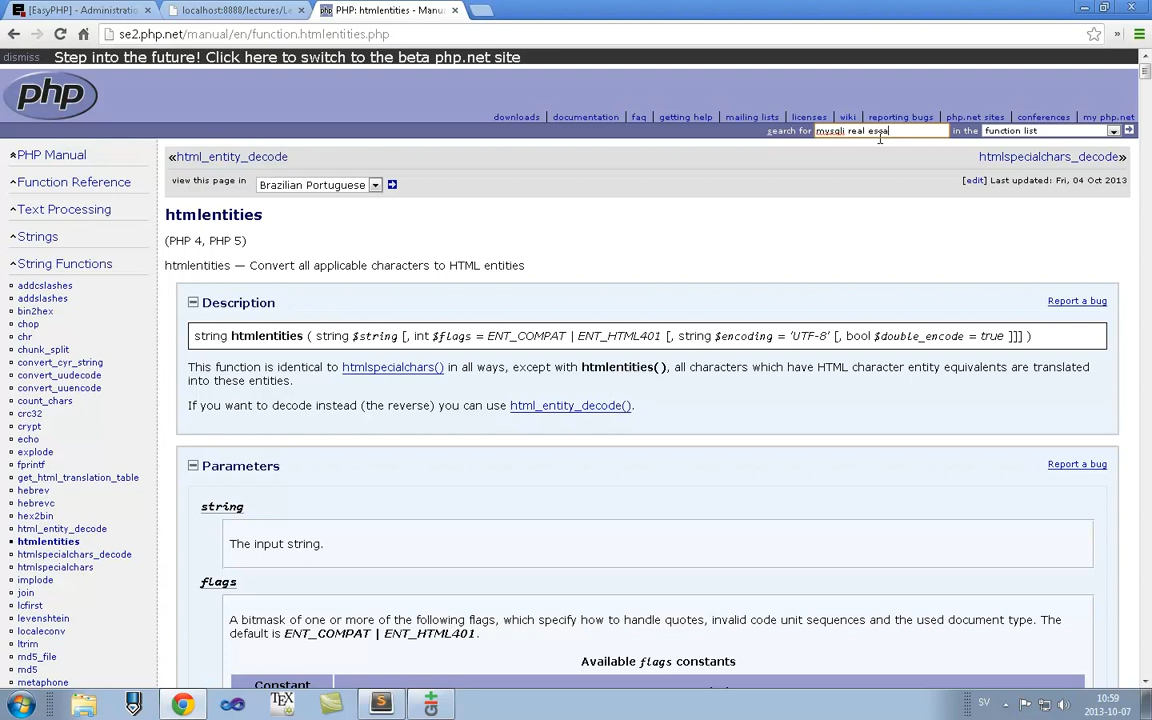 [EasyPHP] - Administra
localhost:8888/lectures/Le
PHP: htmlentities - Manu
se2.php.net/manual/en/function.htmlentities.php
dismiss Step into the future! Click here to switch to the beta php.net site
php
downloads | documentation | faq | getting help | mailing lists | licenses | wiki | reporting bugs | php.net sites | conferences | my php.net
search for mysqli real esca in the function list
PHP Manual
Function Reference
Text Processing
Strings
String Functions
addcslashes
addslashes
bin2hex
chop
chr
chunk_split
convert_cyr_string
convert_uudecode
convert_uuencode
count_chars
crc32
crypt
echo
explode
fprintf
get_html_translation_table
hebrev
hebrevc
hex2bin
html_entity_decode
htmlentities
htmlspecialchars_decode
htmlspecialchars
implode
join
lcfirst
levenshtein
localeconv
ltrim
md5_file
md5
metaphone
«html_entity_decode
htmlspecialchars_decode»
view this page in Brazilian Portuguese
[edit] Last updated: Fri, 04 Oct 2013
htmlentities
(PHP 4, PHP 5)
htmlentities — Convert all applicable characters to HTML entities
Description
Report a bug
string htmlentities ( string $string [, int $flags = ENT_COMPAT | ENT_HTML401 [, string $encoding = 'UTF-8' [, bool $double_encode = true ]]] )
This function is identical to htmlspecialchars() in all ways, except with htmlentities(), all characters which have HTML character entity equivalents are translated
into these entities.
If you want to decode instead (the reverse) you can use html_entity_decode().
Parameters
Report a bug
string
The input string.
flags
A bitmask of one or more of the following flags, which specify how to handle quotes, invalid code unit sequences and the used document type. The
default is ENT_COMPAT | ENT_HTML401.
Available flags constants
Constant
SV
10:59
2013-10-07